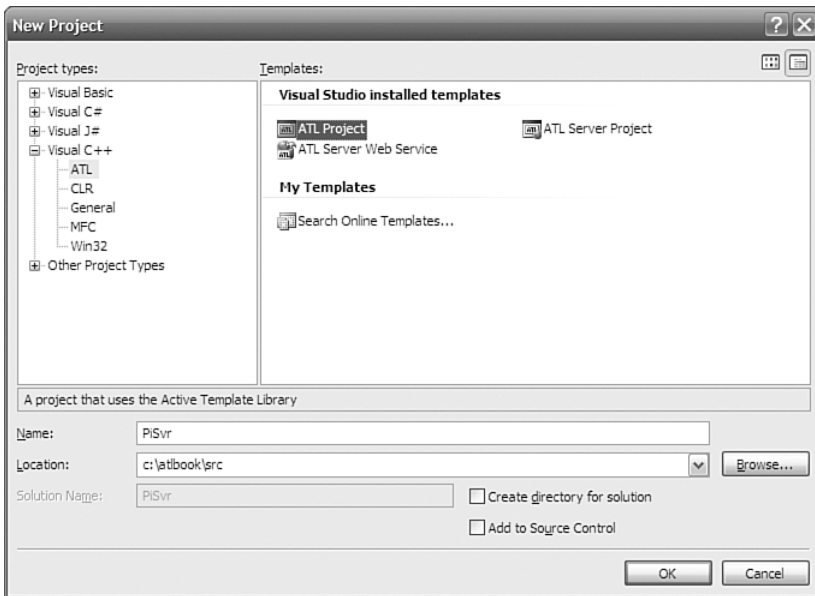 New Project
Project types:
Templates:
Visual Basic
Visual C#
Visual J#
Visual C++
ATL
CLR
General
MFC
Win32
Other Project Types
Visual Studio installed templates
ATL Project
ATL Server Project
ATL Server Web Service
My Templates
Search Online Templates...
A project that uses the Active Template Library
Name: PiSvr
Location: c:\atlbook\src Browse...
Solution Name: PiSvr Create directory for solution
Add to Source Control
OK Cancel